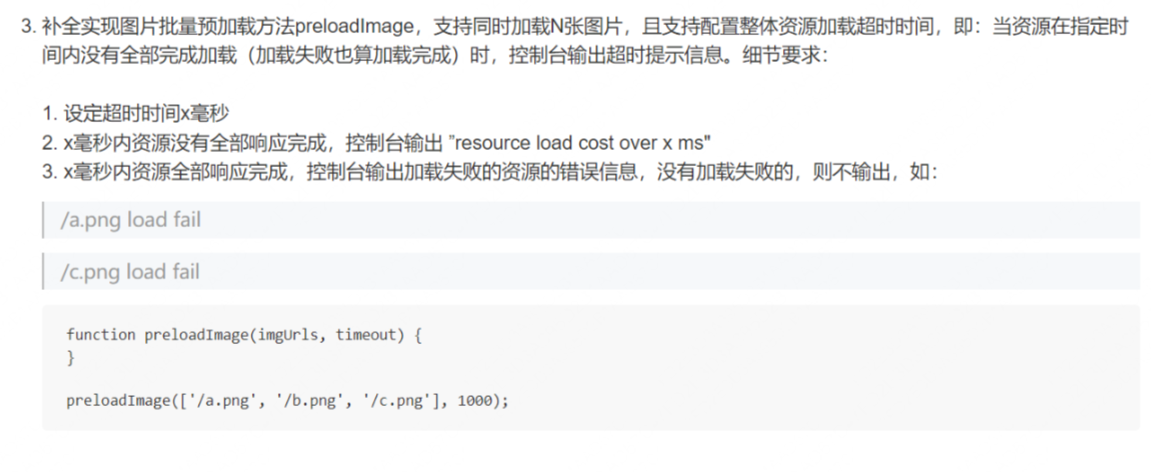 3. 补全实现图片批量预加载方法preloadImage，支持同时加载N张图片，且支持配置整体资源加载超时时间，即：当资源在指定时
间内没有全部完成加载（加载失败也算加载完成）时，控制台输出超时提示信息。细节要求：
1. 设定超时时间x毫秒
2. x毫秒内资源没有全部响应完成，控制台输出 ”resource load cost over x ms"
3. x毫秒内资源全部响应完成，控制台输出加载失败的资源的错误信息，没有加载失败的，则不输出，如：
/a.png load fail
/c.png load fail
function preloadImage(imgUrls, timeout) {
}
preloadImage(['/a.png', '/b.png', '/c.png'], 1000);